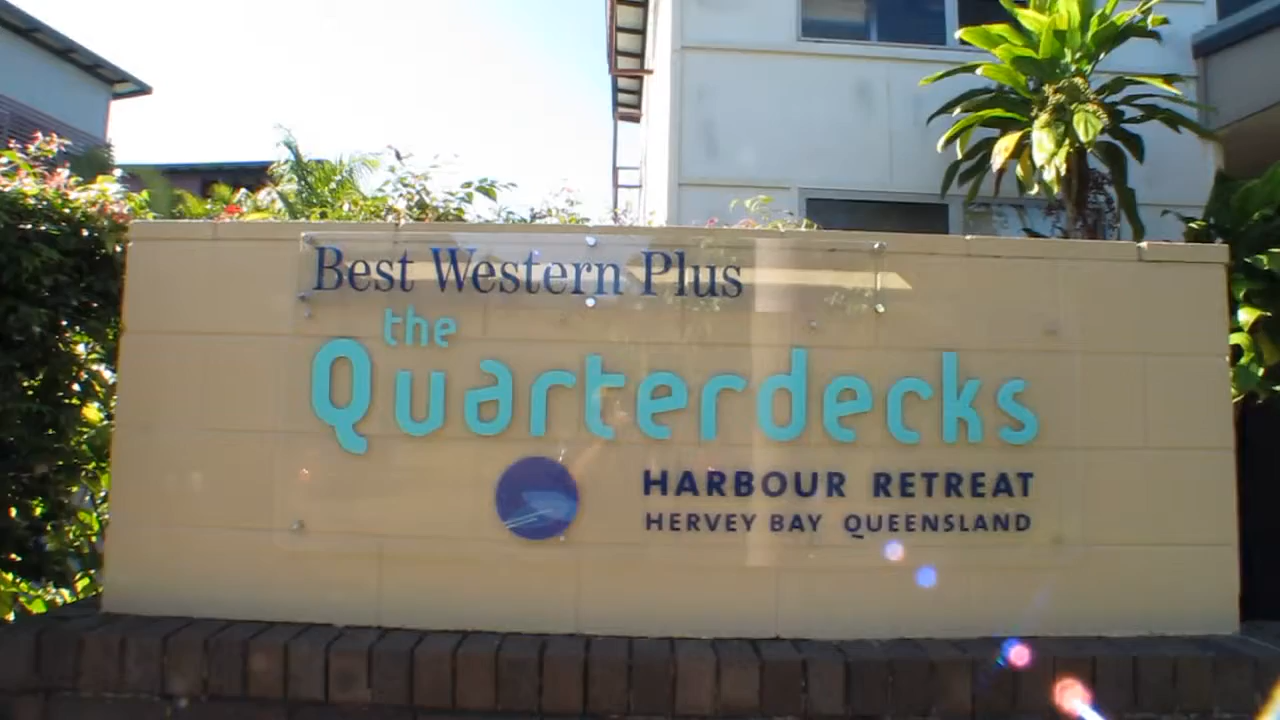 Best Western Plus
the
Quarterdecks
HARBOUR RETREAT
HERVEY BAY QUEENSLAND